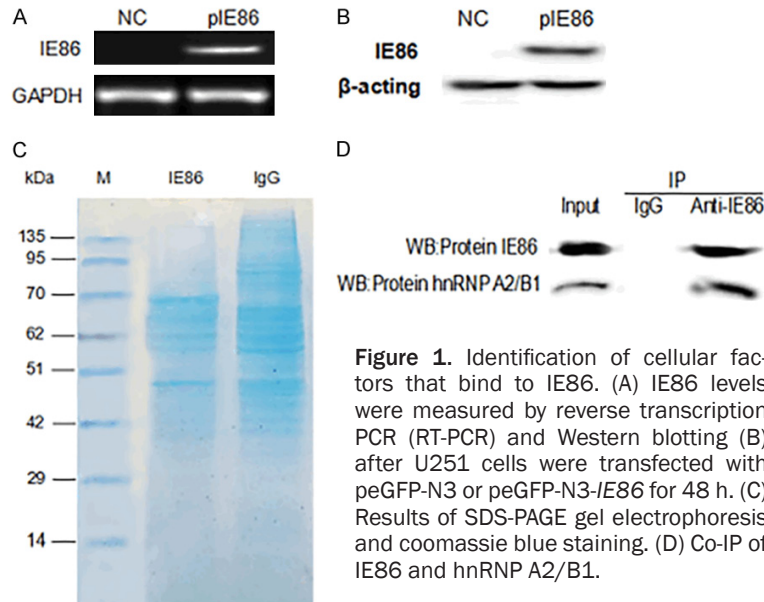 A
NC pIE86
IE86
GAPDH
B
NC pIE86
IE86
β-acting
C
kDa M IE86 IgG
135
95
70
62
51
42
29
14
D
IP
Input IgG Anti-IE86
WB:Protein IE86
WB:Protein hnRNP A2/B1
Figure 1. Identification of cellular fac-
tors that bind to IE86. (A) IE86 levels
were measured by reverse transcription
PCR (RT-PCR) and Western blotting (B)
after U251 cells were transfected with
peGFP-N3 or peGFP-N3-IE86 for 48 h. (C)
Results of SDS-PAGE gel electrophoresis
and coomassie blue staining. (D) Co-IP of
IE86 and hnRNP A2/B1.